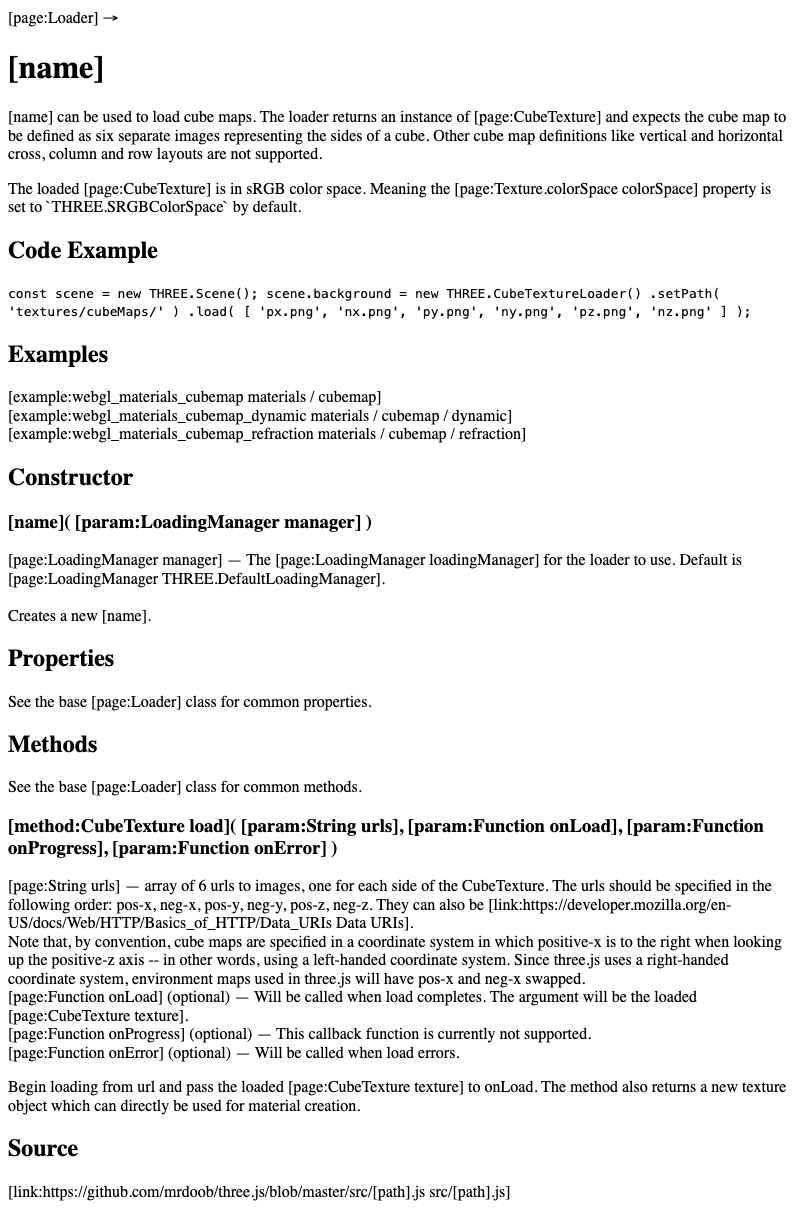 [page:Loader] →
[name]
[name] can be used to load cube maps. The loader returns an instance of [page:CubeTexture] and expects the cube map to
be defined as six separate images representing the sides of a cube. Other cube map definitions like vertical and horizontal
cross, column and row layouts are not supported.
The loaded [page:CubeTexture] is in sRGB color space. Meaning the [page:Texture.colorSpace colorSpace] property is
set to `THREE.SRGBColorSpace` by default.
Code Example
const scene = new THREE.Scene(); scene.background = new THREE.CubeTextureLoader() .setPath(
'textures/cubeMaps/' ) .load( [ 'px.png', 'nx.png', 'py.png', 'ny.png', 'pz.png', 'nz.png' ] );
Examples
[example:webgl_materials_cubemap materials / cubemap]
[example:webgl_materials_cubemap_dynamic materials / cubemap / dynamic]
[example:webgl_materials_cubemap_refraction materials / cubemap / refraction]
Constructor
[name]( [param:LoadingManager manager] )
[page:LoadingManager manager] — The [page:LoadingManager loadingManager] for the loader to use. Default is
[page:LoadingManager THREE.DefaultLoadingManager].
Creates a new [name].
Properties
See the base [page:Loader] class for common properties.
Methods
See the base [page:Loader] class for common methods.
[method:CubeTexture load]( [param:String urls], [param:Function onLoad], [param:Function
onProgress], [param:Function onError] )
[page:String urls] — array of 6 urls to images, one for each side of the CubeTexture. The urls should be specified in the
following order: pos-x, neg-x, pos-y, neg-y, pos-z, neg-z. They can also be [link:https://developer.mozilla.org/en-
US/docs/Web/HTTP/Basics_of_HTTP/Data_URIs Data URIs].
Note that, by convention, cube maps are specified in a coordinate system in which positive-x is to the right when looking
up the positive-z axis -- in other words, using a left-handed coordinate system. Since three.js uses a right-handed
coordinate system, environment maps used in three.js will have pos-x and neg-x swapped.
[page:Function onLoad] (optional) — Will be called when load completes. The argument will be the loaded
[page:CubeTexture texture].
[page:Function onProgress] (optional) — This callback function is currently not supported.
[page:Function onError] (optional) — Will be called when load errors.
Begin loading from url and pass the loaded [page:CubeTexture texture] to onLoad. The method also returns a new texture
object which can directly be used for material creation.
Source
[link:https://github.com/mrdoob/three.js/blob/master/src/[path].js src/[path].js]